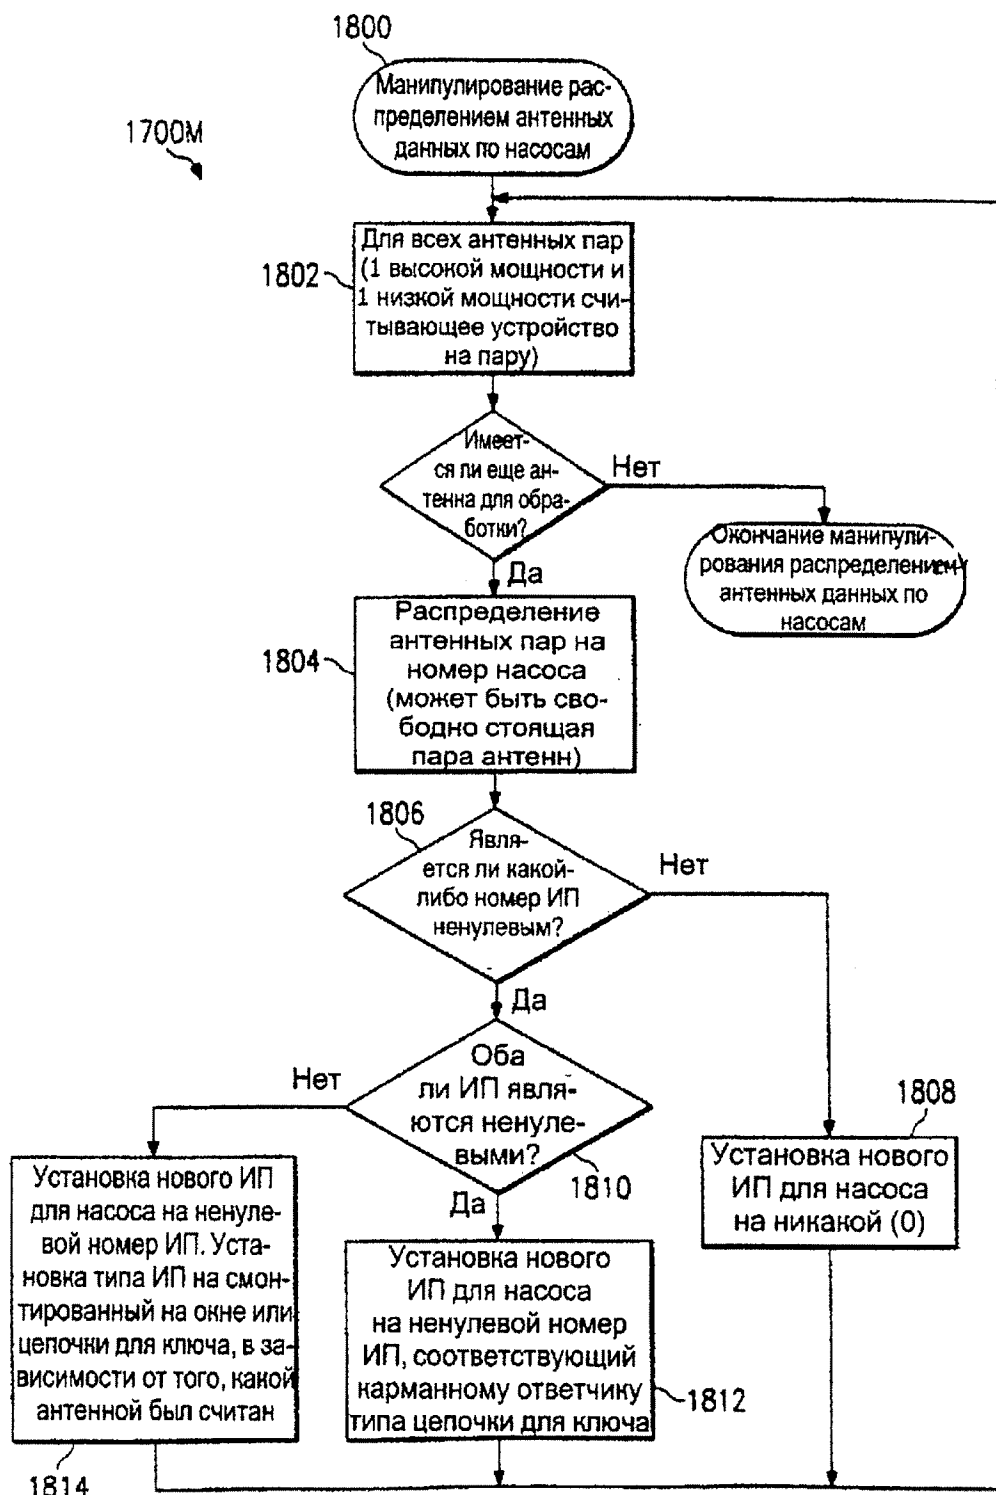 1800
Манипулирование рас-
пределением антенных
данных по насосам
1700М
Для всех антенных пар
(1 высокой мощности и
1 низкой мощности счи-
тывающее устройство
на пару)
1802
Имеет-
ся ли еще ан-
тенна для обра-
ботки?
Нет
Да
Окончание манипули-
рования распределением
антенных данных по
насосам
Распределение
антенных пар на
номер насоса
(может быть сво-
бодно стоящая
пара антенн)
1804
1806
Явля-
ется ли какой-
либо номер ИП
ненулевым?
Нет
Да
Оба
ли ИП явля-
ются ненуле-
выми?
Нет
1810
Да
1808
Установка нового
ИП для насоса
на никакой (0)
Установка нового ИП
для насоса на ненуле-
вой номер ИП. Уста-
новка типа ИП на смон-
тированный на окне или
цепочки для ключа, в за-
висимости от того, какой
антенной был считан
1814
Установка нового
ИП для насоса
на ненулевой номер
ИП, соответствующий
карманному ответчику
типа цепочки для ключа
1812